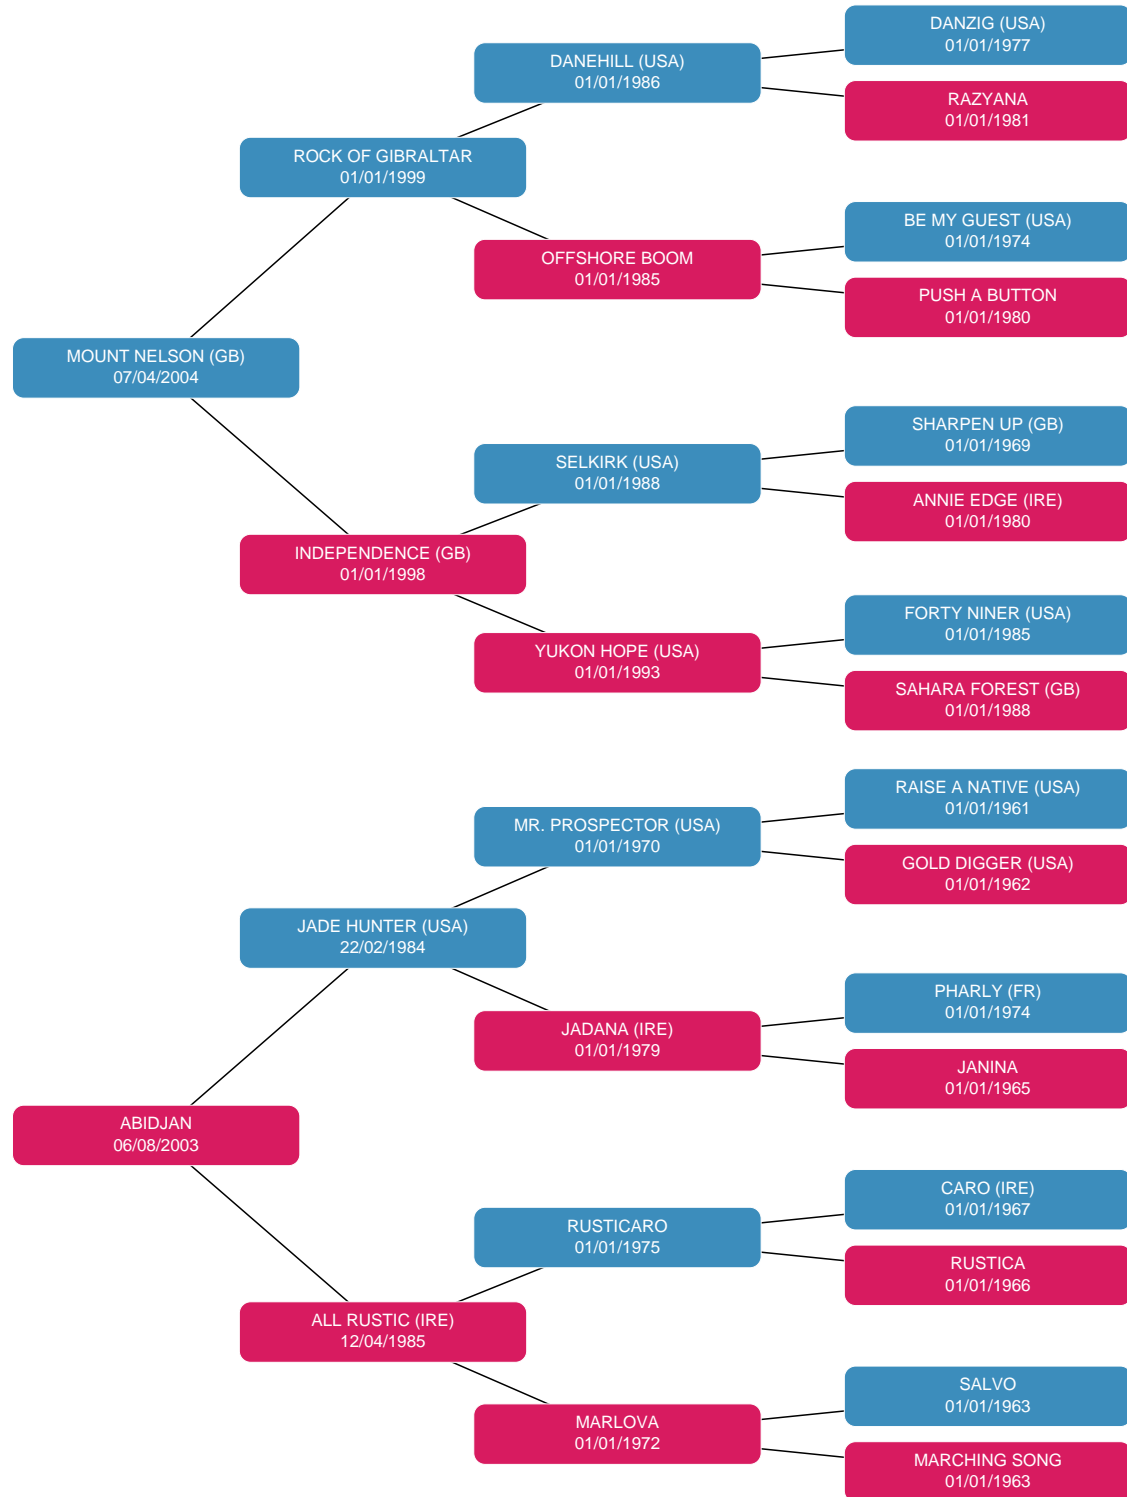 DANZIG (USA)
01/01/1977
DANEHILL (USA)
01/01/1986
RAZYANA
01/01/1981
ROCK OF GIBRALTAR
01/01/1999
BE MY GUEST (USA)
01/01/1974
OFFSHORE BOOM
01/01/1985
PUSH A BUTTON
01/01/1980
MOUNT NELSON (GB)
07/04/2004
SHARPEN UP (GB)
01/01/1969
SELKIRK (USA)
01/01/1988
ANNIE EDGE (IRE)
01/01/1980
INDEPENDENCE (GB)
01/01/1998
FORTY NINER (USA)
01/01/1985
YUKON HOPE (USA)
01/01/1993
SAHARA FOREST (GB)
01/01/1988
RAISE A NATIVE (USA)
01/01/1961
MR. PROSPECTOR (USA)
01/01/1970
GOLD DIGGER (USA)
01/01/1962
JADE HUNTER (USA)
22/02/1984
PHARLY (FR)
01/01/1974
JADANA (IRE)
01/01/1979
JANINA
01/01/1965
ABIDJAN
06/08/2003
CARO (IRE)
01/01/1967
RUSTICARO
01/01/1975
RUSTICA
01/01/1966
ALL RUSTIC (IRE)
12/04/1985
SALVO
01/01/1963
MARLOVA
01/01/1972
MARCHING SONG
01/01/1963